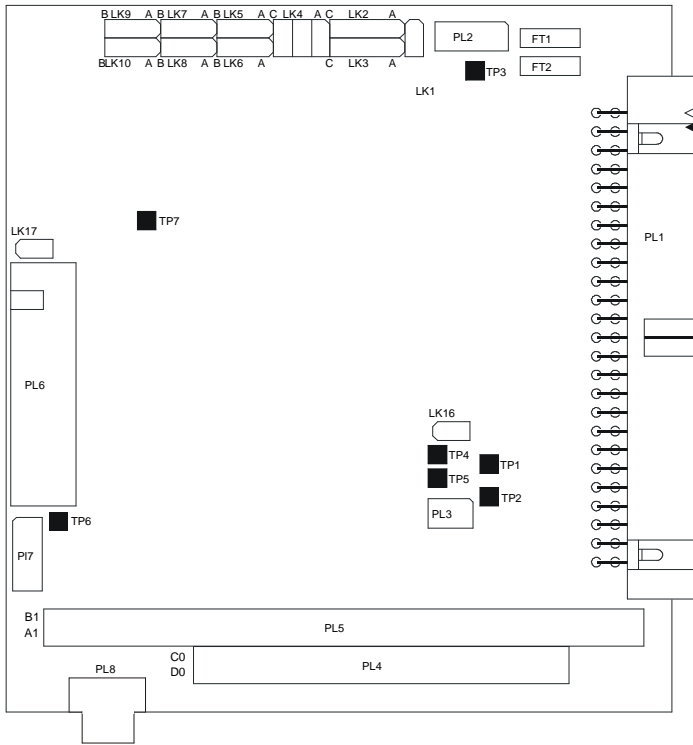 B LK9 A B LK7 A B LK5 A C LK4 A C LK2 A
BLK10 A B LK8 A B LK6 A C LK3 A
PL2
FT1
FT2
TP3
LK1
TP7
PL1
LK17
PL6
LK16
TP4
TP1
TP5
TP2
PL3
TP6
Pl7
B1
A1
PL5
C0
D0
PL4
PL8